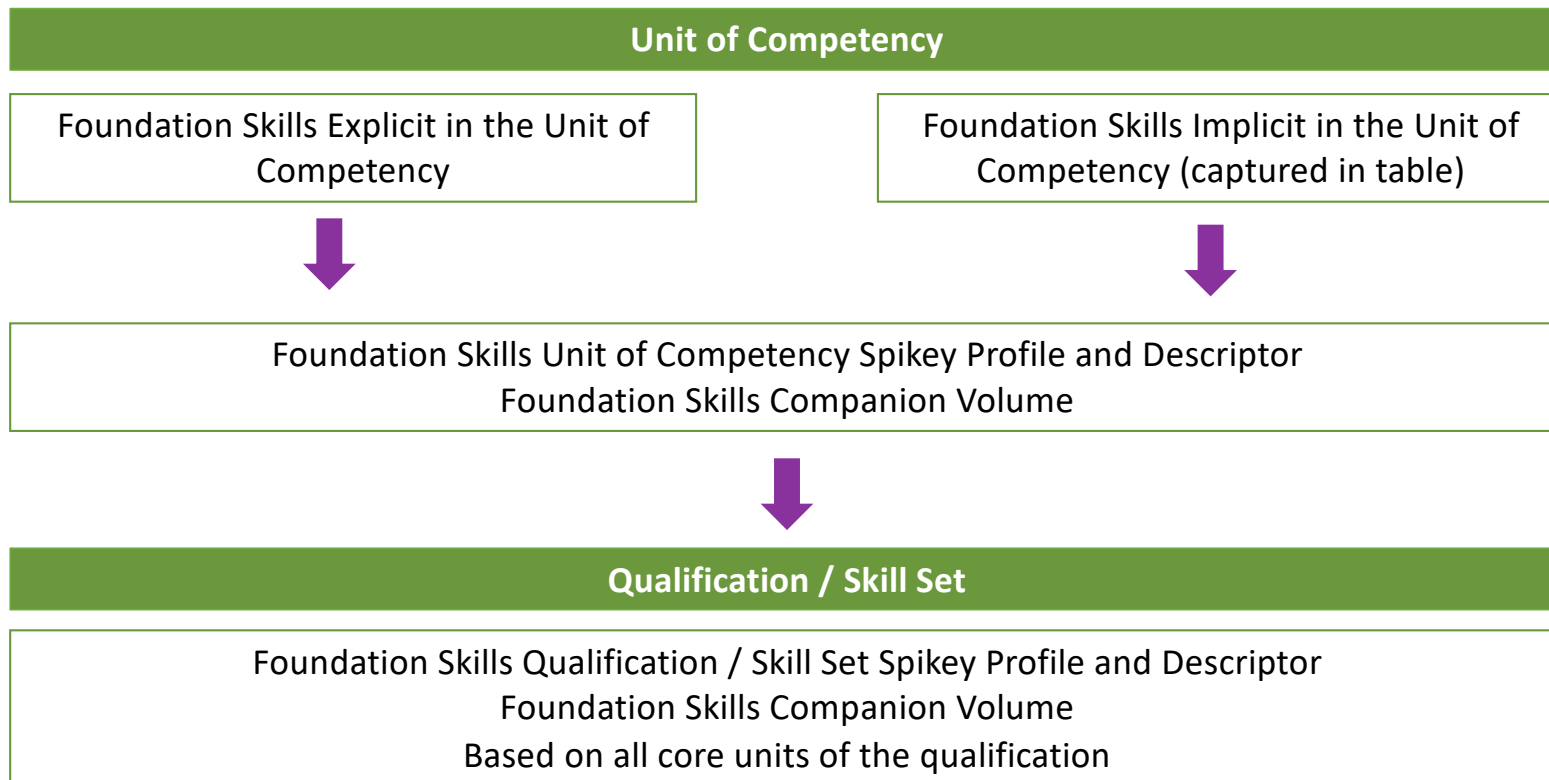 Unit of Competency
Foundation Skills Explicit in the Unit of
Competency
Foundation Skills Implicit in the Unit of
Competency (captured in table)
Foundation Skills Unit of Competency Spikey Profile and Descriptor
Foundation Skills Companion Volume
Qualification / Skill Set
Foundation Skills Qualification / Skill Set Spikey Profile and Descriptor
Foundation Skills Companion Volume
Based on all core units of the qualification